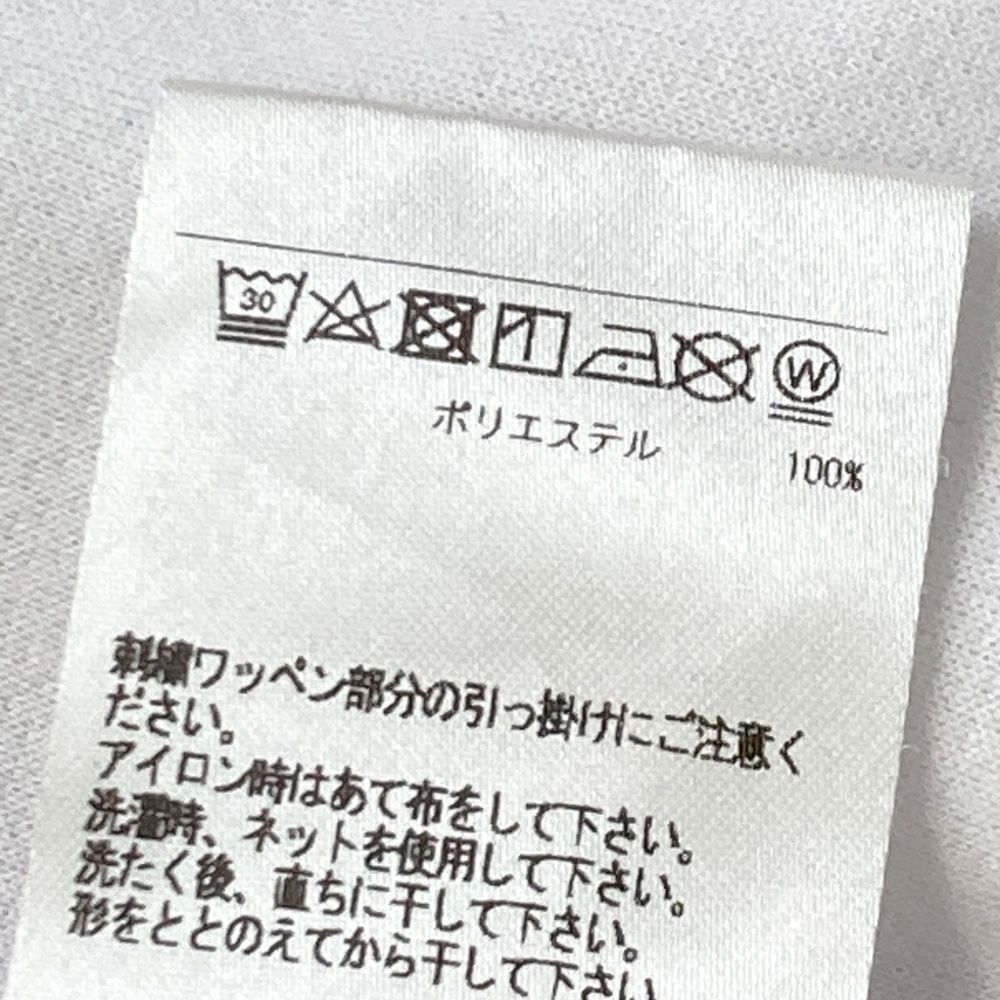 30
W
ポリエステル 100%
刺繍ワッペン部分の引っ掛けにご注意く
ださい。
アイロン時はあて布をして下さい。
洗濯時、ネットを使用して下さい。
洗たく後、直ちに干して下さい。
形をととのえてから干して下さい